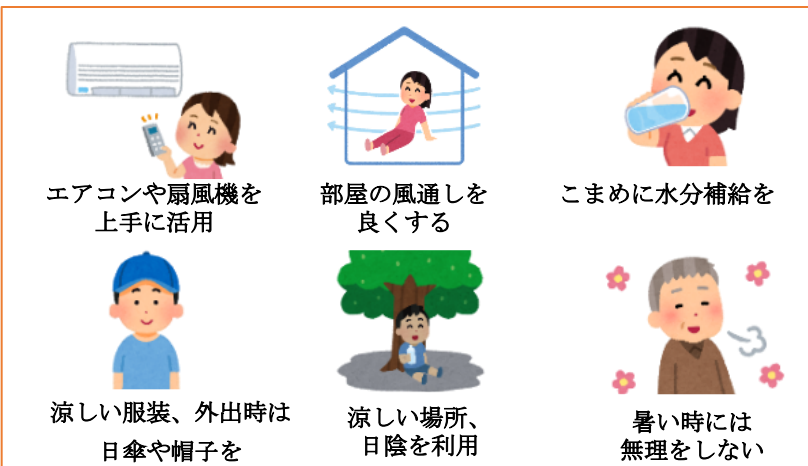 エアコンや扇風機を
上手に活用
部屋の風通しを
良くする
こまめに水分補給を
涼しい服装、外出時は
日傘や帽子を
涼しい場所、
日陰を利用
暑い時には
無理をしない